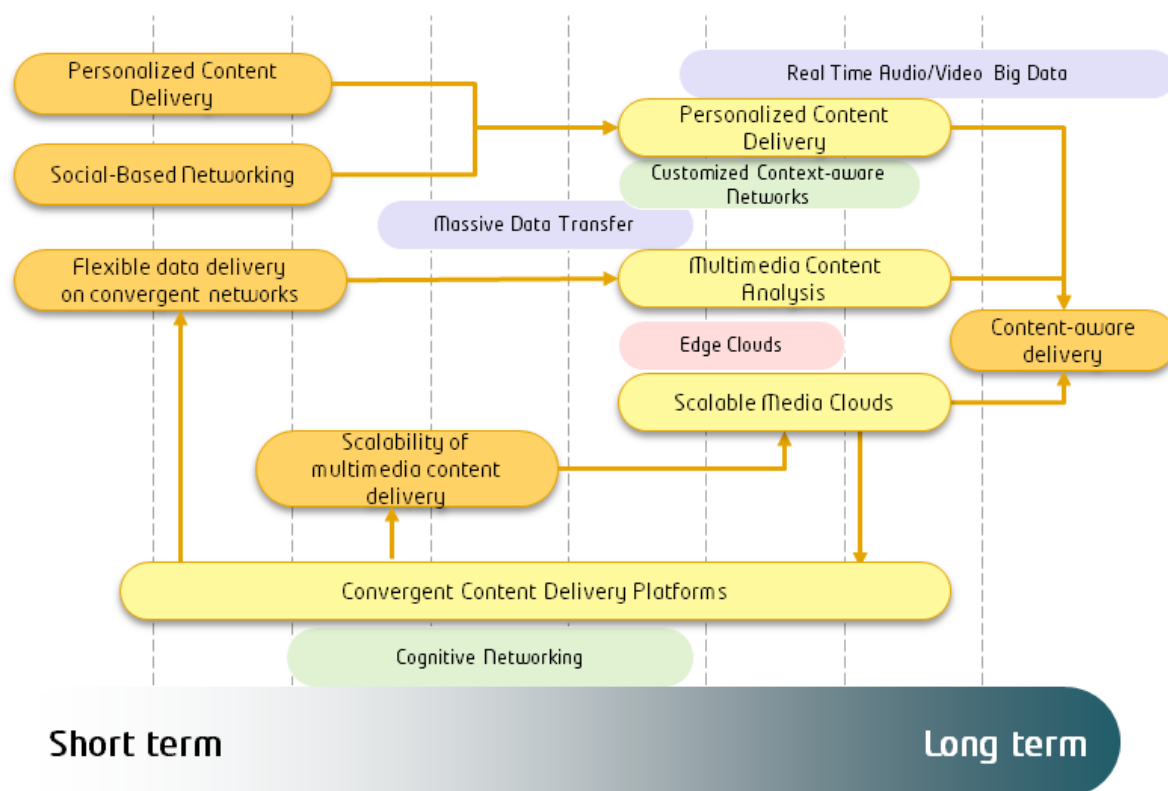 Personalized Content
Delivery
Real Time Audio/Video Big Data
Personalized Content
Delivery
Social-Based Networking
Customized Context-aware
Networks
Massive Data Transfer
Flexible data delivery
on convergent networks
Multimedia Content
Analysis
Content-aware
delivery
Edge Clouds
Scalable Media Clouds
Scalability of
multimedia content
delivery
Convergent Content Delivery Platforms
Cognitive Networking
Short term
Long term